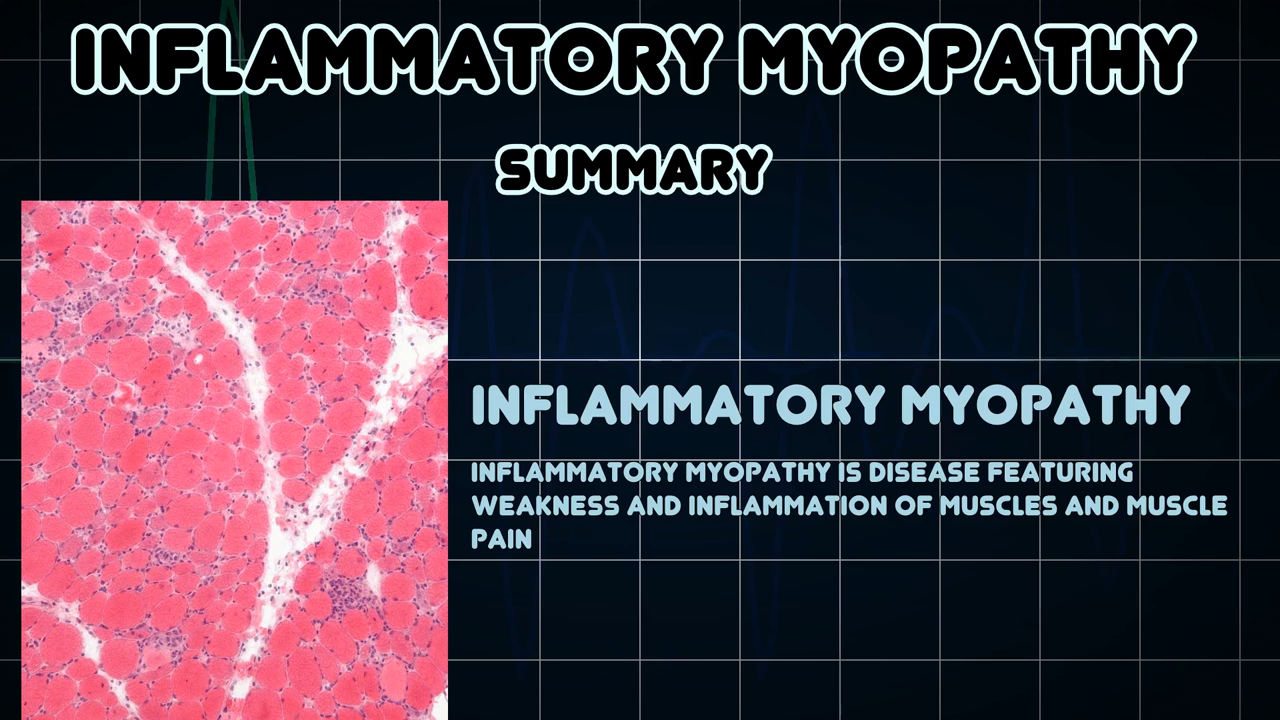 INFLAMMATORY MYOPATHY
SUMMARY
INFLAMMATORY MYOPATHY
INFLAMMATORY MYOPATHY IS DISEASE FEATURING
WEAKNESS AND INFLAMMATION OF MUSCLES AND MUSCLE
PAIN